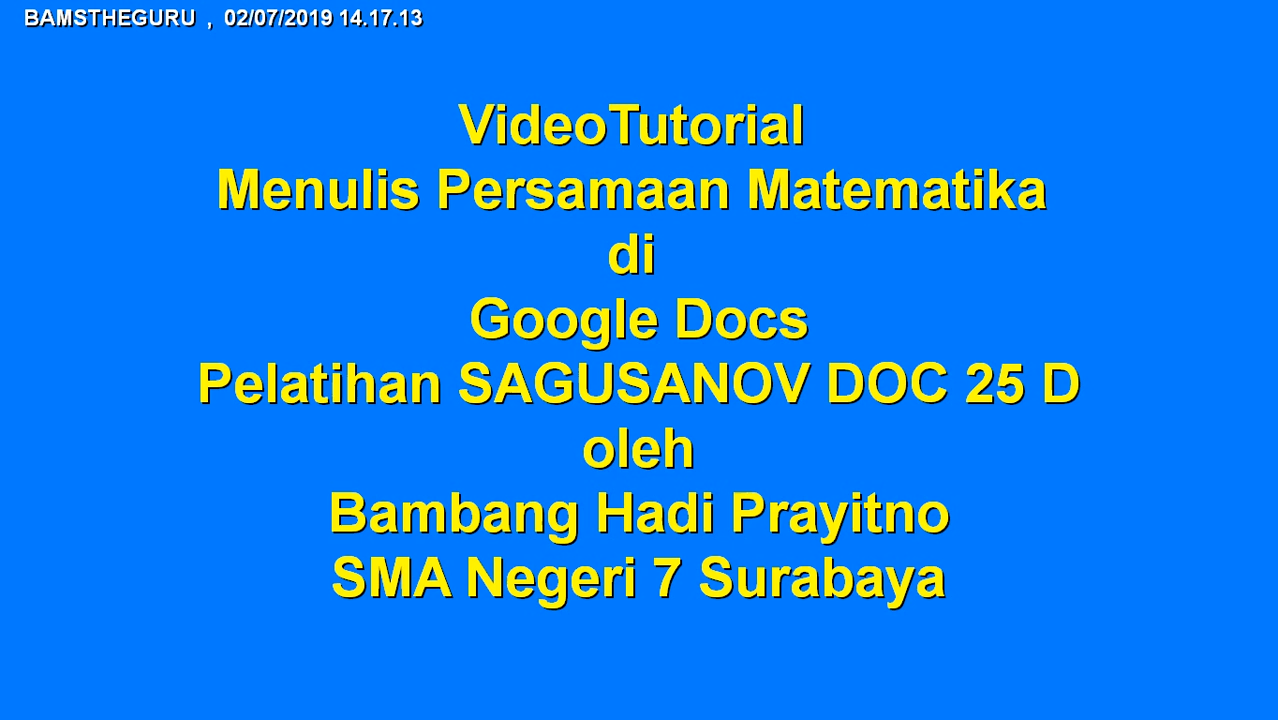 BAMSTHEGURU , 02/07/2019 14.17.13
VideoTutorial
Menulis Persamaan Matematika
di
Google Docs
Pelatihan SAGUSANOV DOC 25 D
oleh
Bambang Hadi Prayitno
SMA Negeri 7 Surabaya